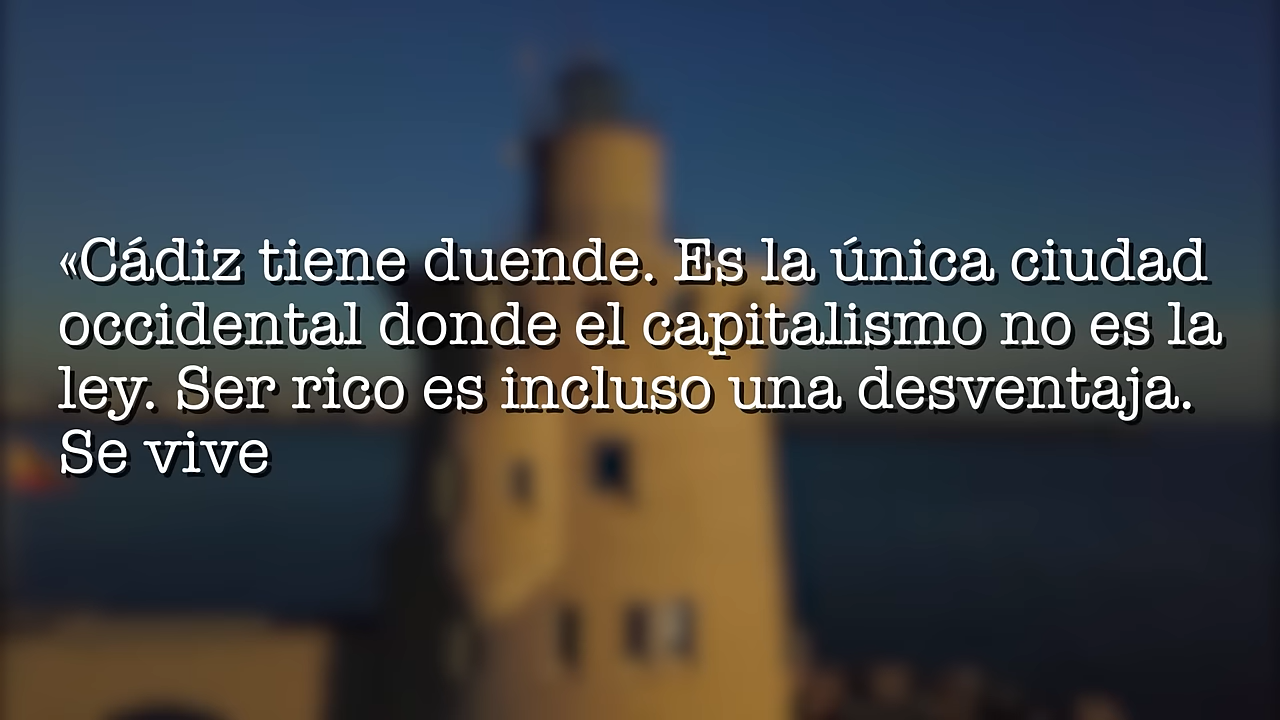 «Cádiz tiene duende. Es la única ciudad
occidental donde el capitalismo no es la
ley. Ser rico es incluso una desventaja.
Se vive